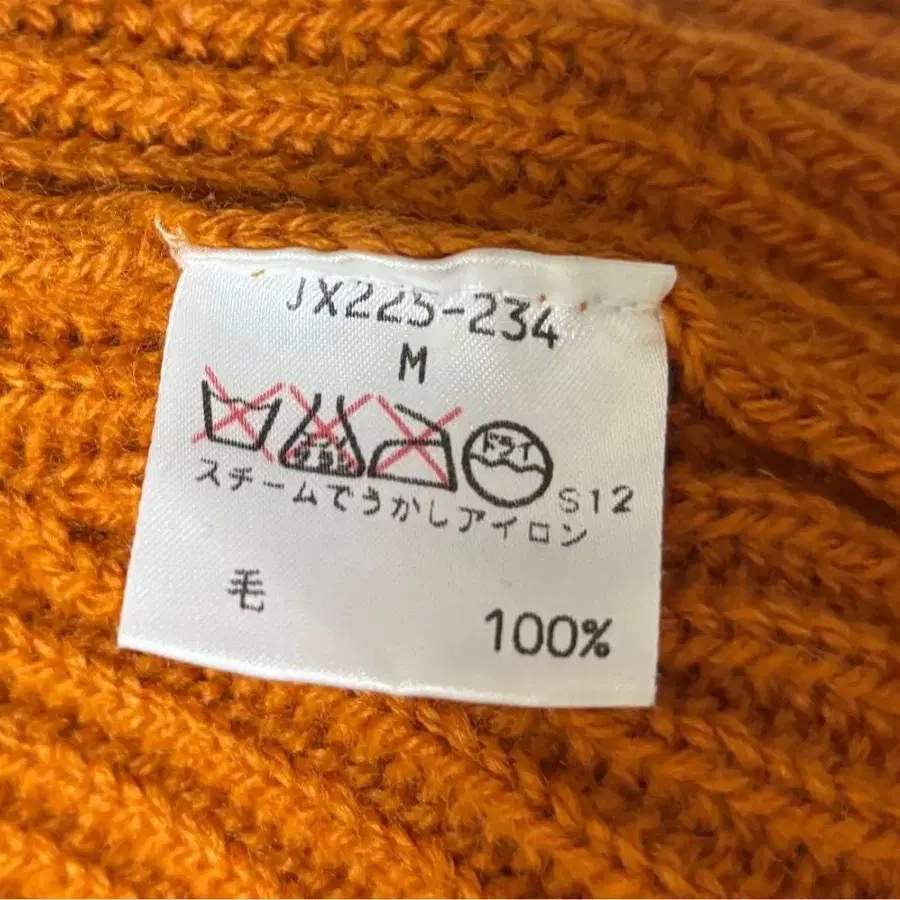 JX225-234
M
ドライ
S12
スチームでうかしアイロン
毛 100%